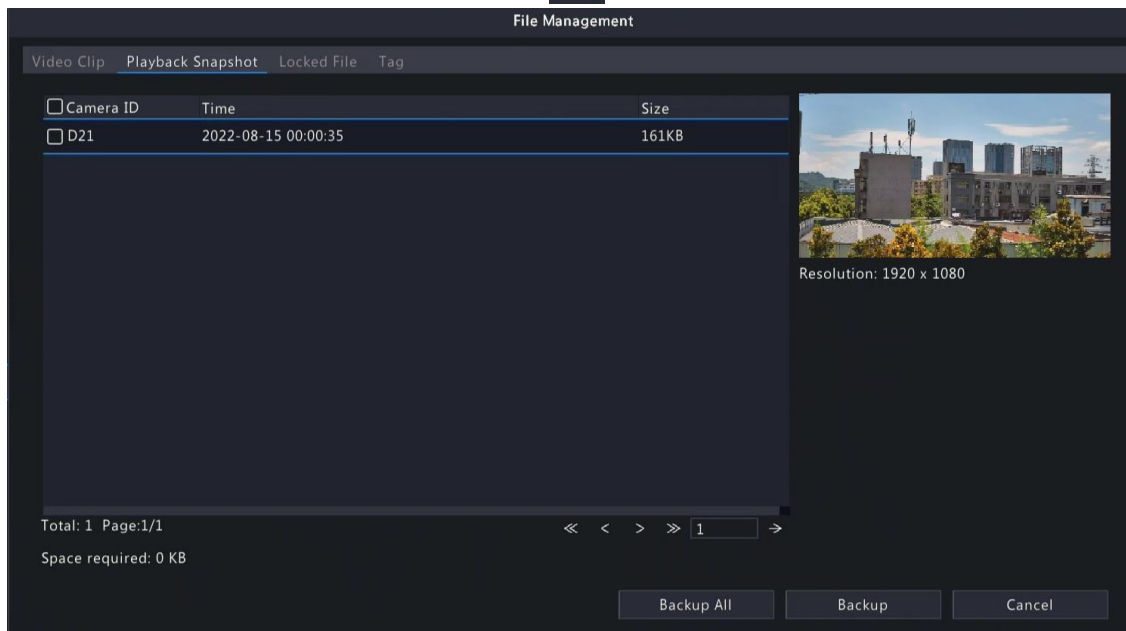 File Management
Video Clip Playback Snapshot Locked File Tag
Camera ID Time Size
D21 2022-08-15 00:00:35 161KB
Resolution: 1920 x 1080
Total: 1 Page:1/1
≪ < > ≫ 1 →
Space required: 0 KB
Backup All Backup Cancel